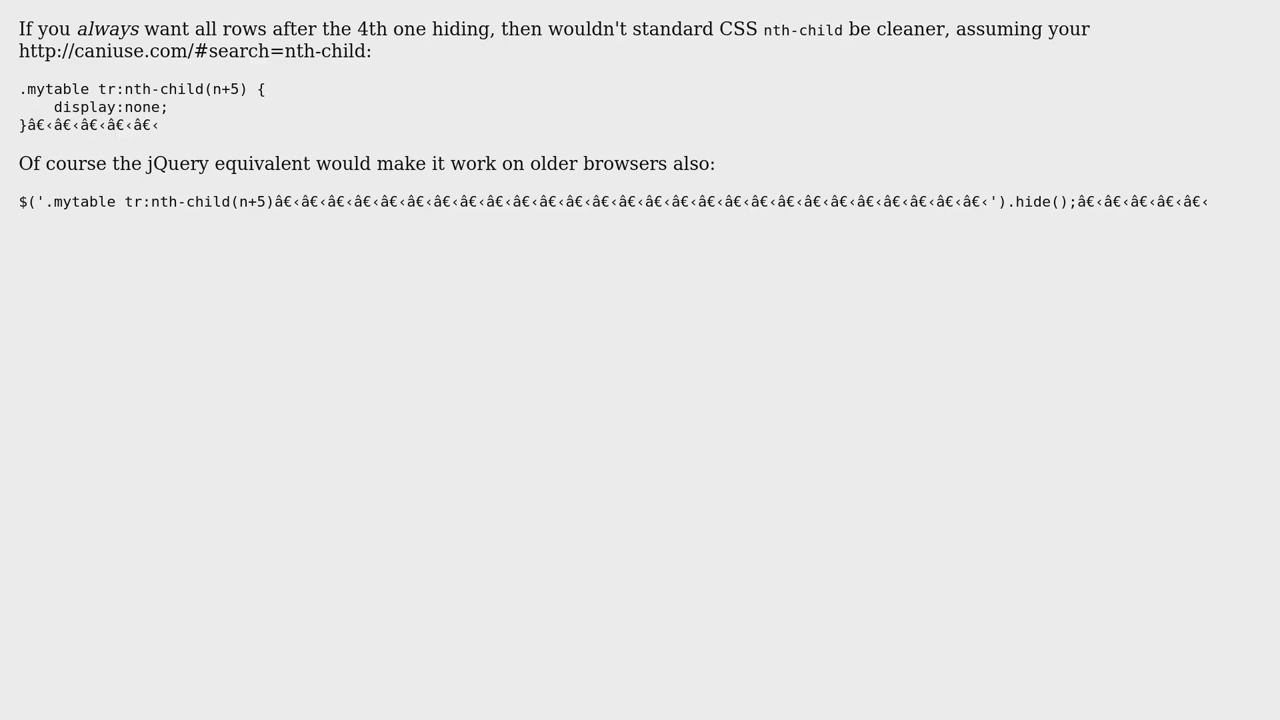 If you always want all rows after the 4th one hiding, then wouldn't standard CSS nth-child be cleaner, assuming your
http://caniuse.com/#search=nth-child:
.mytable tr:nth-child(n+5) {
    display:none;
}â€‹â€‹â€‹â€‹â€‹
Of course the jQuery equivalent would make it work on older browsers also:
$('.mytable tr:nth-child(n+5)â€‹â€‹â€‹â€‹â€‹â€‹â€‹â€‹â€‹â€‹â€‹â€‹â€‹â€‹â€‹â€‹â€‹â€‹â€‹â€‹â€‹â€‹â€‹â€‹â€‹â€‹â€‹').hide();â€‹â€‹â€‹â€‹â€‹